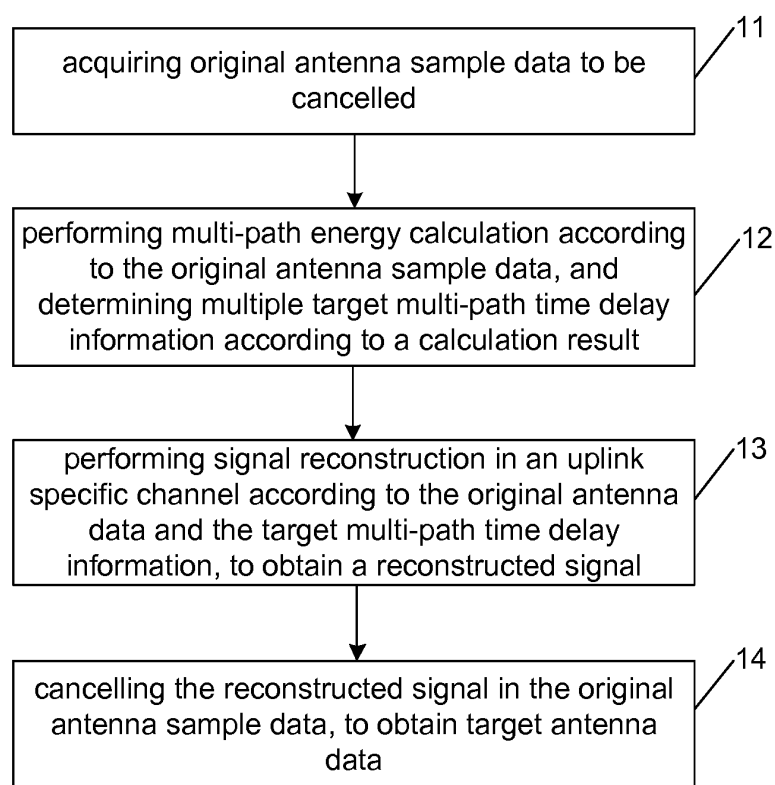 11
acquiring original antenna sample data to be
cancelled
performing multi-path energy calculation according
to the original antenna sample data, and
determining multiple target multi-path time delay
information according to a calculation result
12
performing signal reconstruction in an uplink
specific channel according to the original antenna
data and the target multi-path time delay
information, to obtain a reconstructed signal
13
cancelling the reconstructed signal in the original
antenna sample data, to obtain target antenna
data
14